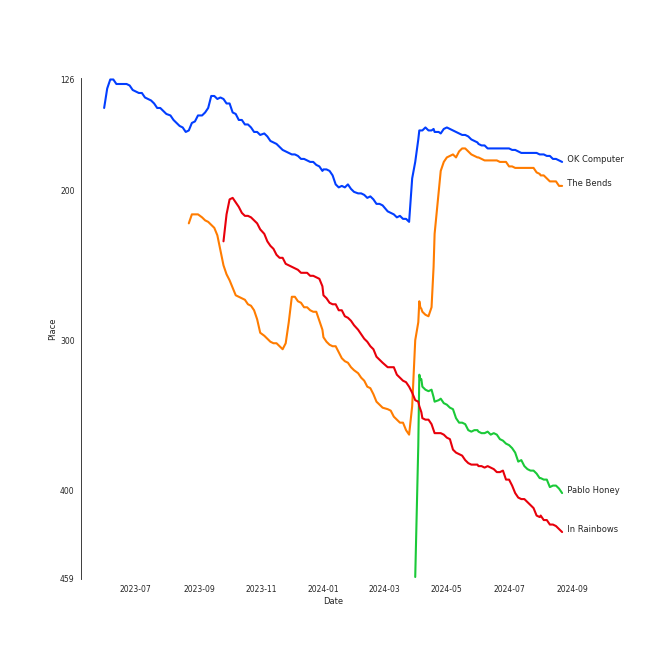 126
200
300
400
459
Place
2023-07
2023-09
2023-11
2024-01
2024-03
2024-05
2024-07
2024-09
Date
OK Computer
The Bends
Pablo Honey
In Rainbows